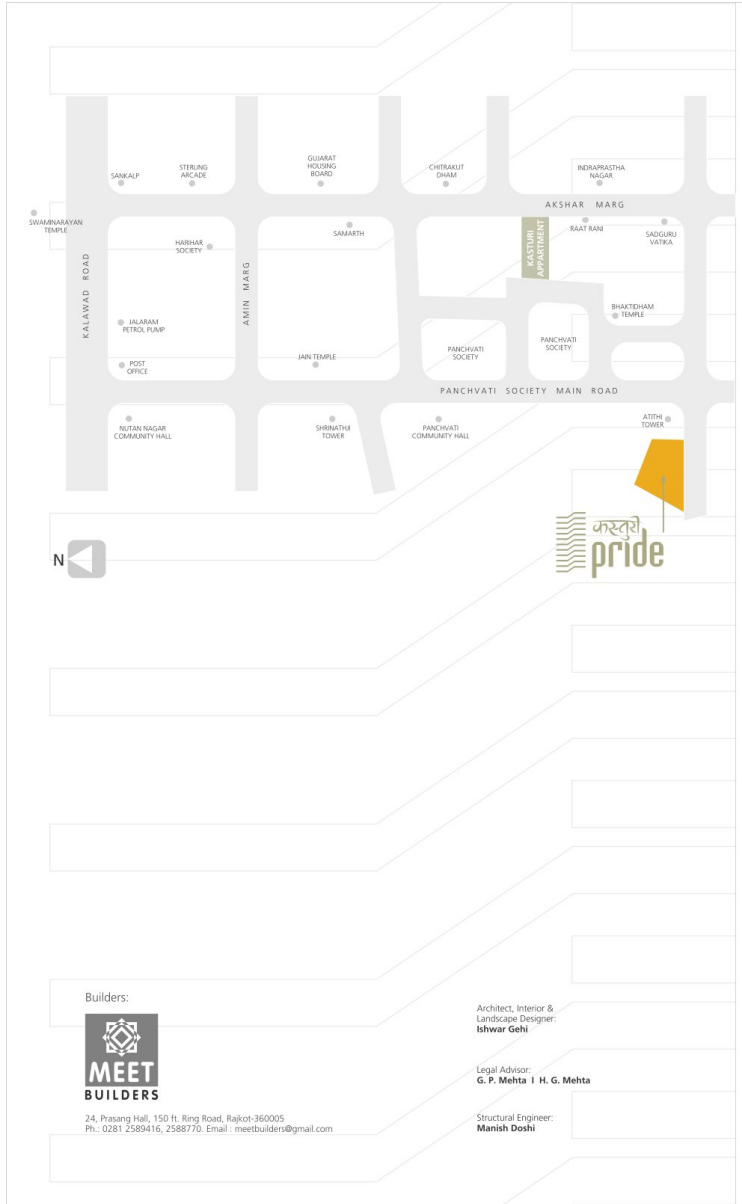 SANKALP
STERLING
ARCADE
GUJARAT
HOUSING
BOARD
CHITRAKUT
DHAM
INDRAPRASTHA
NAGAR
AKSHAR MARG
SWAMINARAYAN
TEMPLE
HARIHAR
SOCIETY
SAMARTH
KASTURI
APPARTMENT
RAAT RANI
SADGURU
VATIKA
KALAWAD ROAD
AMIN MARG
JALARAM
PETROL PUMP
BHAKTIDHAM
TEMPLE
PANCHVATI
SOCIETY
PANCHVATI
SOCIETY
POST
OFFICE
JAIN TEMPLE
PANCHVATI SOCIETY MAIN ROAD
NUTAN NAGAR
COMMUNITY HALL
SHRINATHJI
TOWER
PANCHVATI
COMMUNITY HALL
ATITHI
TOWER
कस्तुरी
pride
N
Builders:
MEET
BUILDERS
24, Prasang Hall, 150 ft. Ring Road, Rajkot-360005
Ph.: 0281 2589416, 2588770. Email : meetbuilders@gmail.com
Architect, Interior &
Landscape Designer:
Ishwar Gehi
Legal Advisor:
G. P. Mehta I H. G. Mehta
Structural Engineer:
Manish Doshi